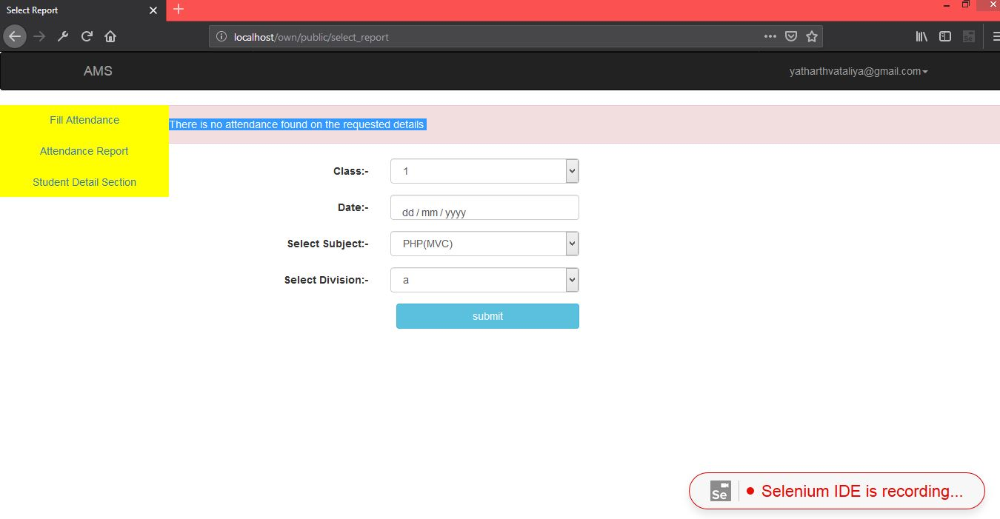 Select Report
localhost/own/public/select_report
Se
AMS
yatharthvataliya@gmail.com
Fill Attendance
There is no attendance found on the requested details
Attendance Report
Student Detail Section
Class:- 1
Date:- dd / mm / yyyy
Select Subject:- PHP(MVC)
Select Division:- a
submit
Se Selenium IDE is recording...